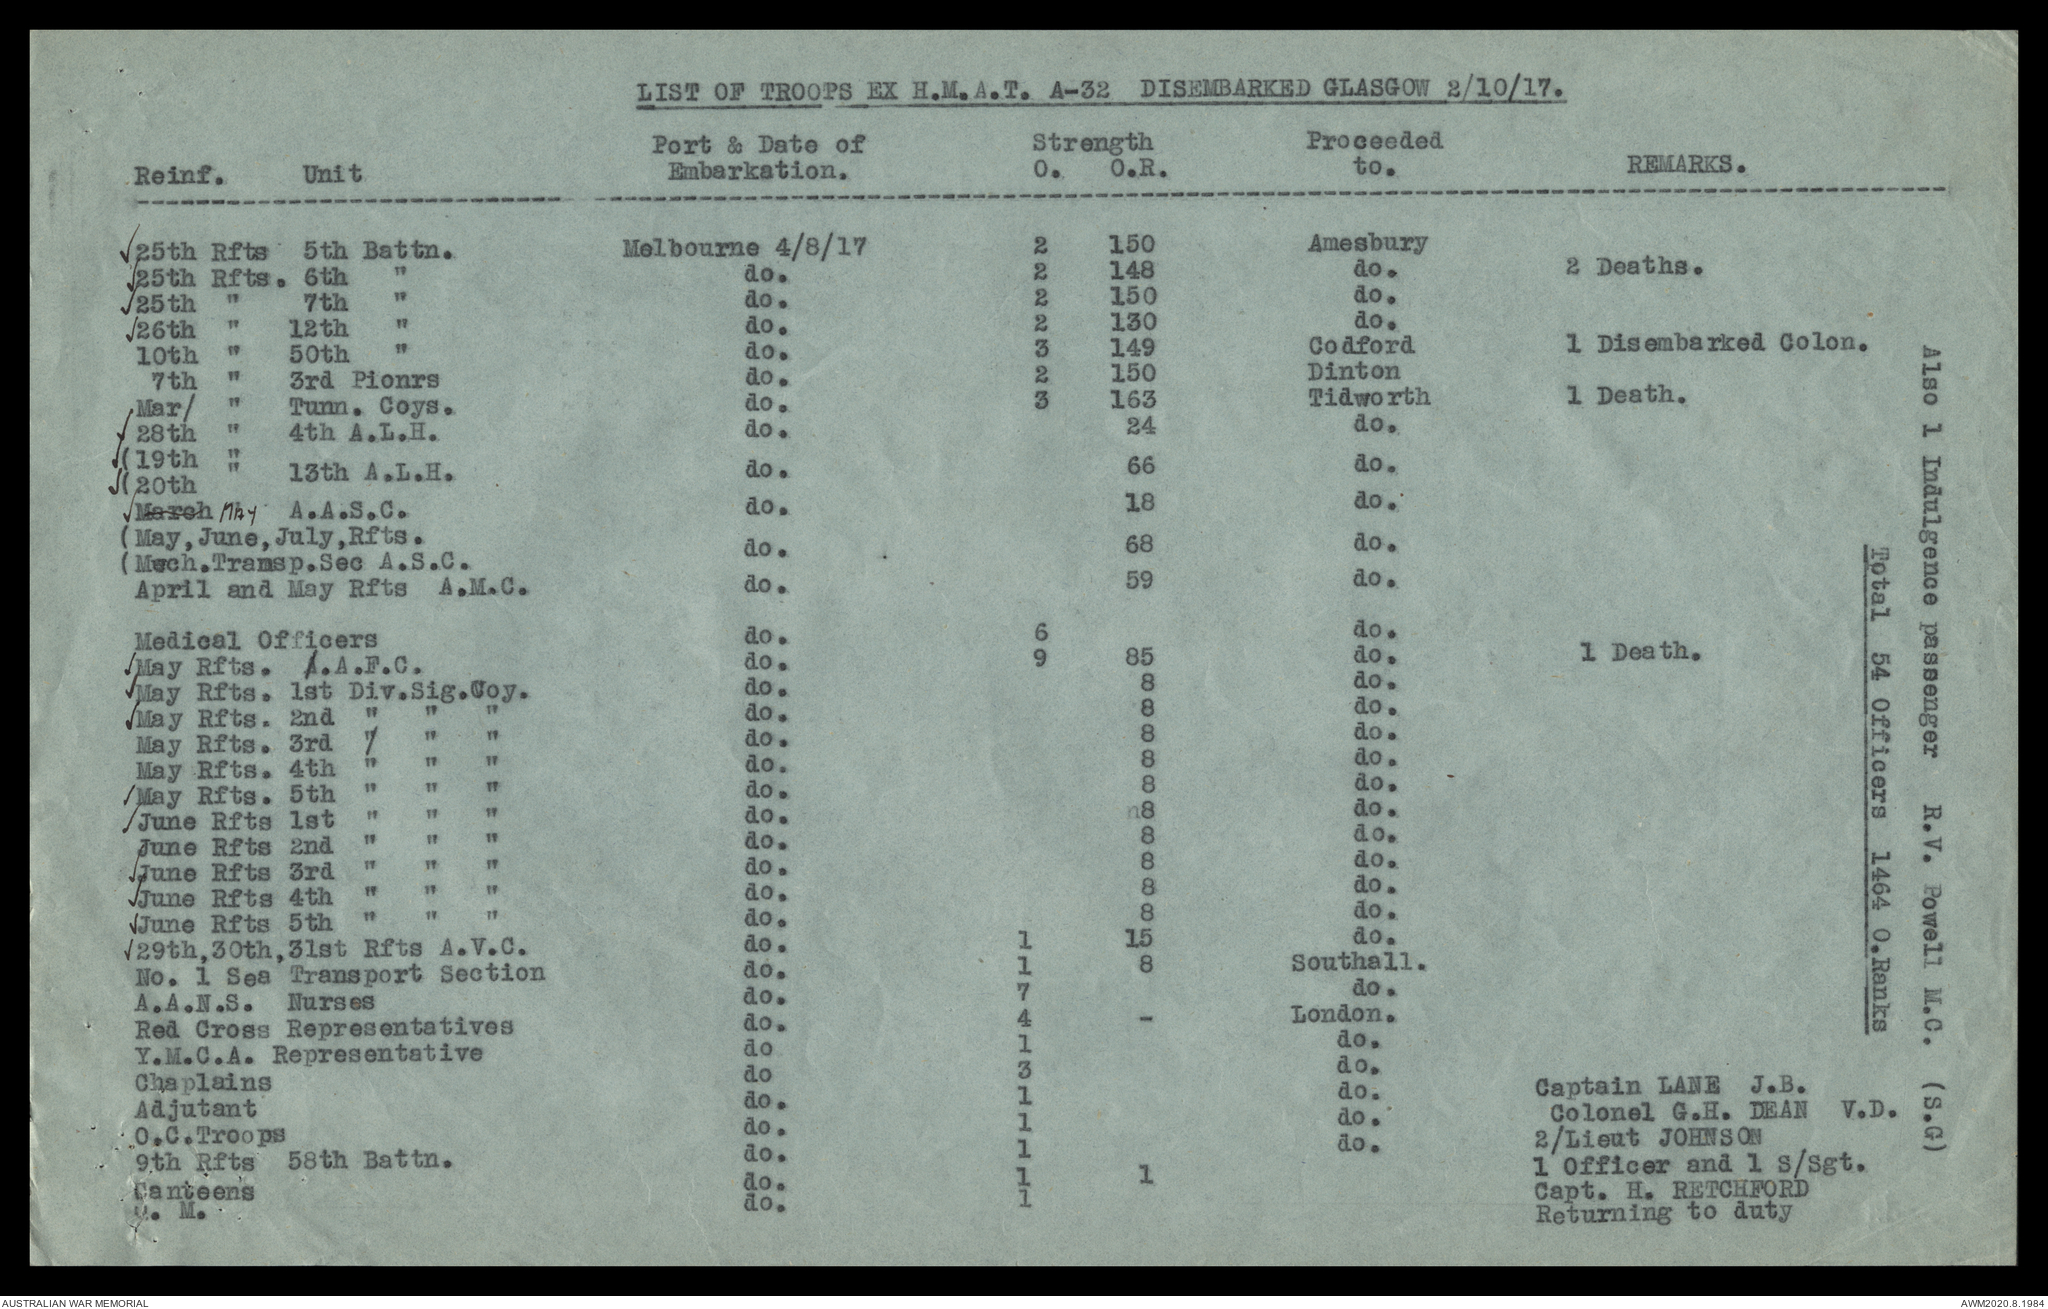 LIST OF TROOPS EX H.M.A.T. A-32 DISEMBARKED GLASGOW 2/10/17.
Port & Date of Strength Proceeded
Reinf. Unit Embarkation. O. O.R. to. REMARKS.
25th Rfts 5th Battn. Melbourne 4/8/17 2 150 Amesbury
25th Rfts. 6th " do. 2 148 do. 2 Deaths.
25th " 7th " do. 2 150 do.
26th " 12th " do. 2 130 do.
10th " 50th " do. 3 149 Codford 1 Disembarked Colon.
7th " 3rd Pionrs do. 2 150 Dinton
Mar/ " Tunn. Coys. do. 3 163 Tidworth 1 Death.
28th " 4th A.L.H. do. 24 do.
(19th "
(20th " 13th A.L.H. do. 66 do.
March May A.A.S.C. do. 18 do.
(May,June,July,Rfts.
(Mech.Transp.Sec A.S.C. do. 68 do.
April and May Rfts A.M.C. do. 59 do.
Medical Officers do. 6 do.
May Rfts. A.A.F.C. do. 9 85 do. 1 Death.
May Rfts. 1st Div.Sig.Coy. do. 8 do.
May Rfts. 2nd " " " do. 8 do.
May Rfts. 3rd " " " do. 8 do.
May Rfts. 4th " " " do. 8 do.
May Rfts. 5th " " " do. 8 do.
June Rfts 1st " " " do. 8 do.
June Rfts 2nd " " " do. 8 do.
June Rfts 3rd " " " do. 8 do.
June Rfts 4th " " " do. 8 do.
June Rfts 5th " " " do. 8 do.
29th,30th,31st Rfts A.V.C. do. 1 15 do.
No. 1 Sea Transport Section do. 1 8 Southall.
A.A.N.S. Nurses do. 7 do.
Red Cross Representatives do. 4 - London.
Y.M.C.A. Representative do 1 do.
Chaplains do 3 do.
Adjutant do. 1 do. Captain LANE J.B.
O.C.Troops do. 1 do. Colonel G.H. DEAN V.D.
9th Rfts 58th Battn. do. 1 do. 2/Lieut JOHNSON
Canteens do. 1 1 1 Officer and 1 S/Sgt.
Q. M. do. 1 Capt. H. RETCHFORD
Returning to duty
Total 54 Officers 1464 O.Ranks
Also 1 Indulgence passenger R.V. Powell M.C. (S.G)
AUSTRALIAN WAR MEMORIAL
AWM2020.8.1984